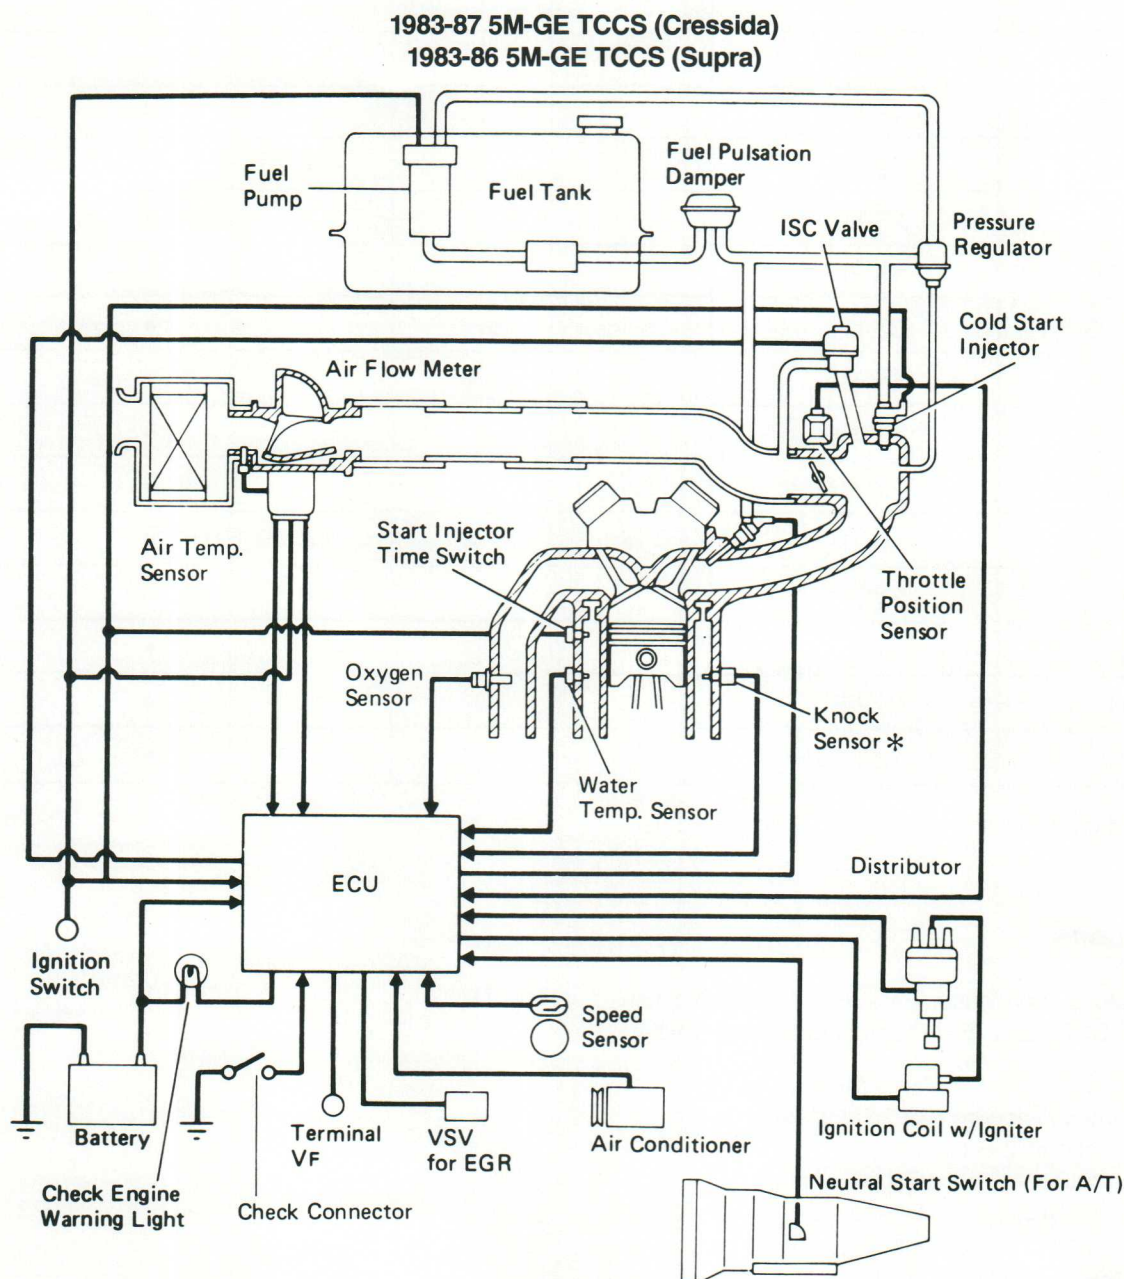 1983-87 5M-GE TCCS (Cressida)
1983-86 5M-GE TCCS (Supra)
Fuel
Pump
Fuel Tank
Fuel Pulsation
Damper
ISC Valve
Pressure
Regulator
Cold Start
Injector
Air Flow Meter
Air Temp.
Sensor
Start Injector
Time Switch
Throttle
Position
Sensor
Oxygen
Sensor
Knock
Sensor *
Water
Temp. Sensor
ECU
Distributor
Ignition
Switch
Speed
Sensor
Battery
Terminal
VF
VSV
for EGR
Air Conditioner
Ignition Coil w/Igniter
Check Engine
Warning Light
Check Connector
Neutral Start Switch (For A/T)